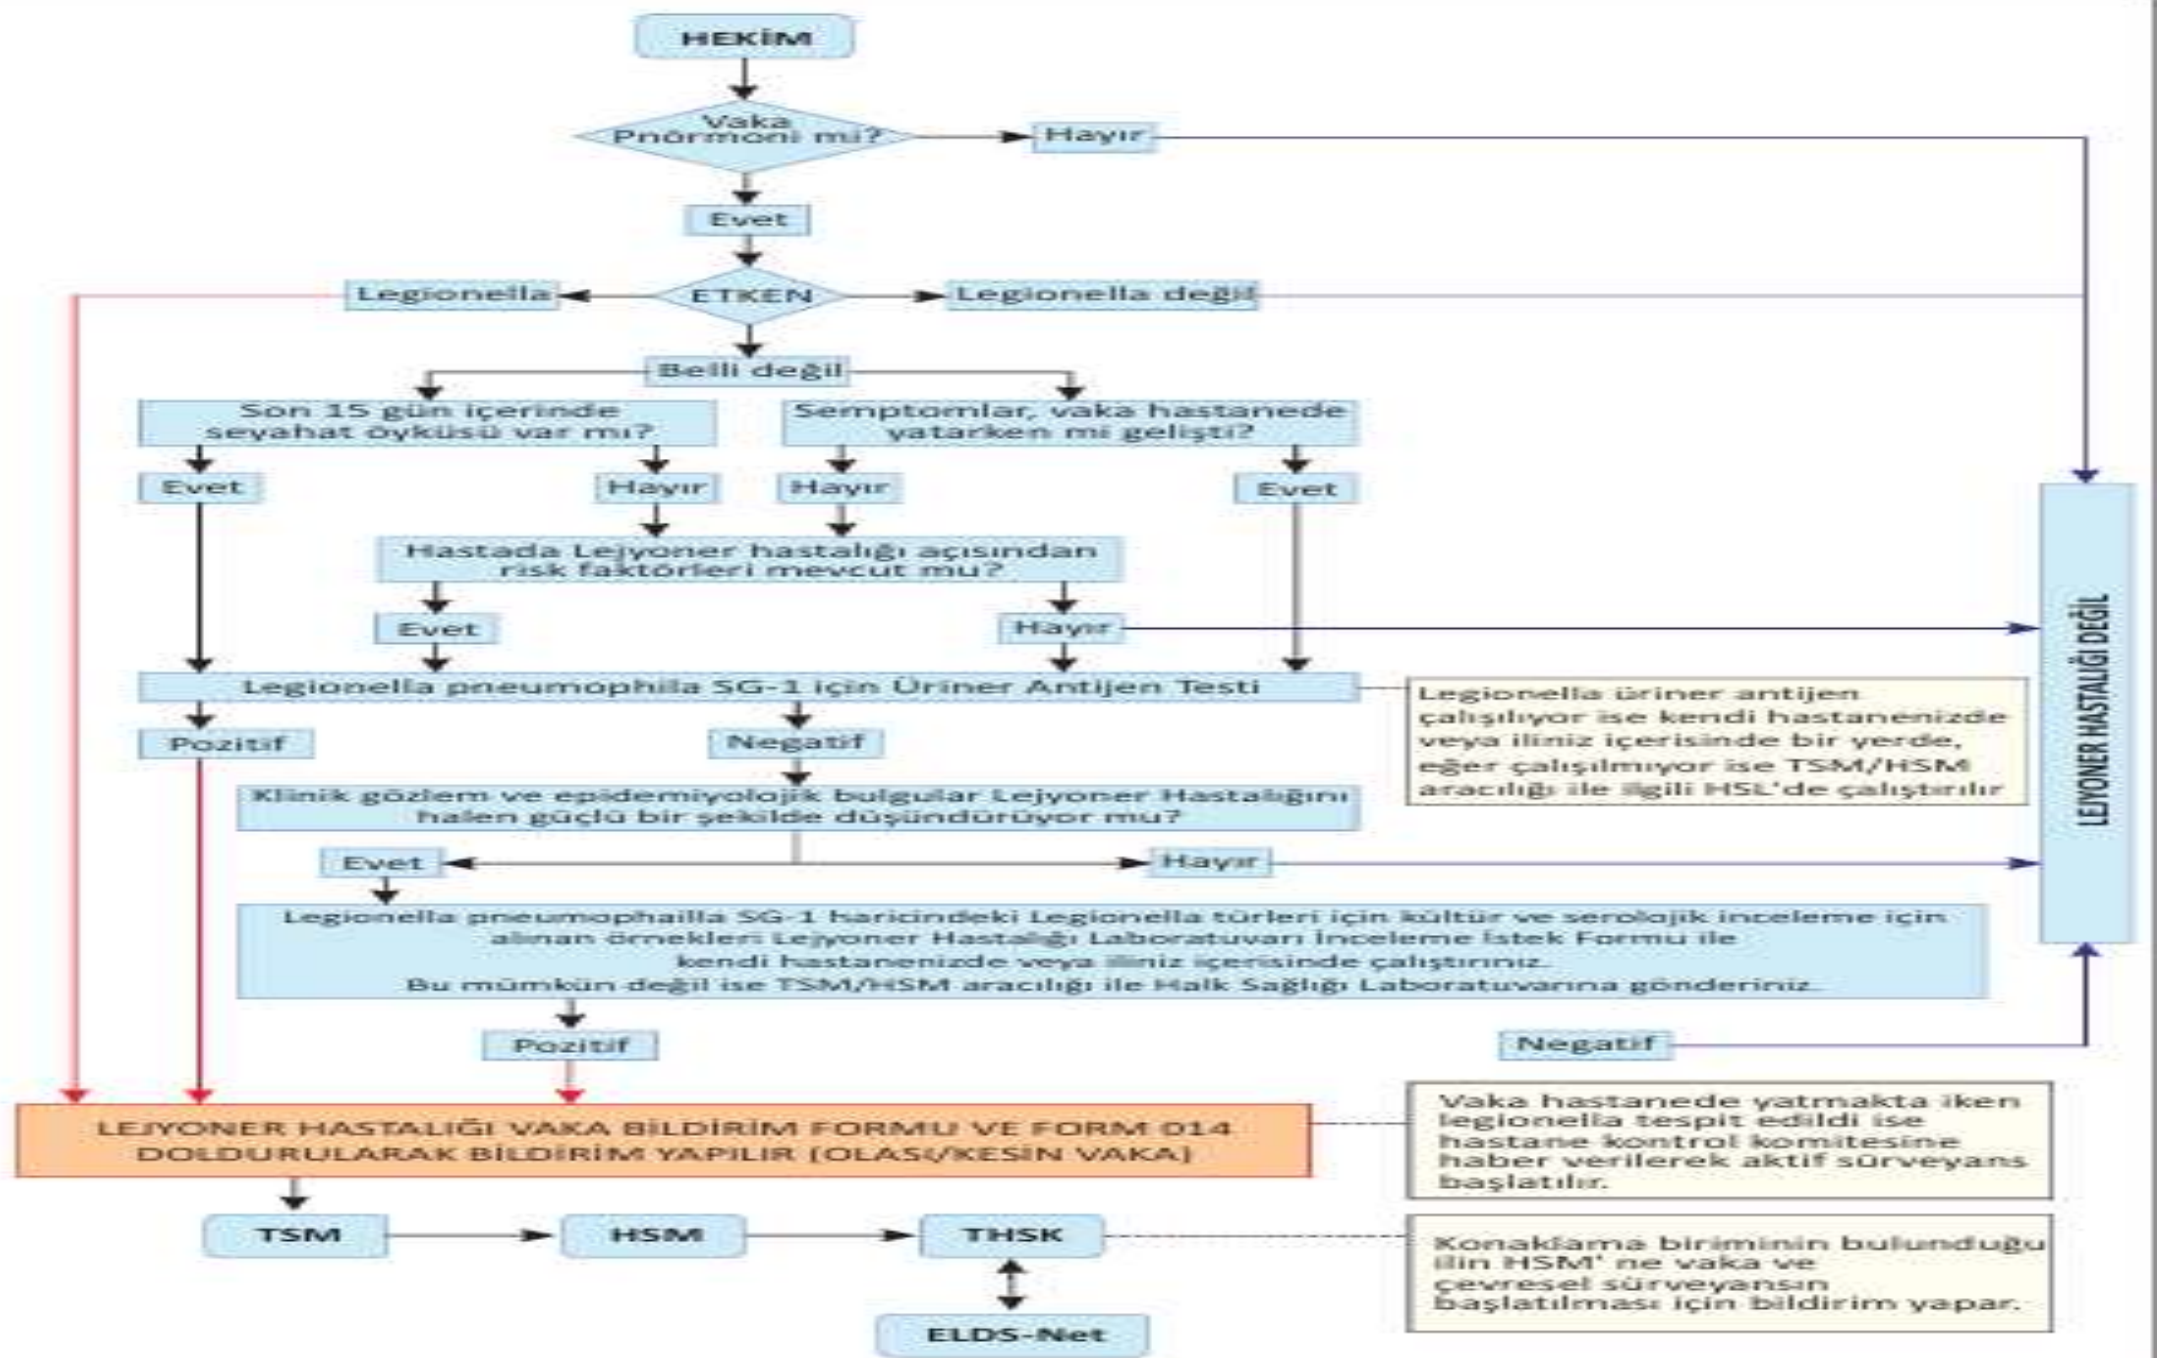 HEKİM
Vaka
Pnörmoni mi?
Hayır
Evet
Legionella
ETKEN
Legionella değil
Belli değil
Son 15 gün içerinde
seyahat öyküsü var mı?
Semptomlar, vaka hastanede
yatarken mi gelişti?
Evet
Hayır
Hayır
Evet
Hastada Lejyoner hastalığı açısından
risk faktörleri mevcut mu?
Evet
Hayır
LEJYONER HASTALIĞI DEĞİL
Legionella pneumophila SG-1 için Üriner Antijen Testi
Legionella üriner antijen
çalışılıyor ise kendi hastanenizde
veya iliniz içerisinde bir yerde,
eğer çalışılmıyor ise TSM/HSM
aracılığı ile ilgili HSL'de çalıştırılır
Pozitif
Negatif
Klinik gözlem ve epidemiyolojik bulgular Lejyoner Hastalığını
halen güçlü bir şekilde düşündürüyor mu?
Evet
Hayır
Legionella pneumophailla SG-1 haricindeki Legionella türleri için kültür ve serolojik inceleme için
alınan örnekleri Lejyoner Hastalığı Laboratuvarı İnceleme İstek Formu ile
kendi hastanenizde veya iliniz içerisinde çalıştırınız.
Bu mümkün değil ise TSM/HSM aracılığı ile Halk Sağlığı Laboratuvarına gönderiniz.
Pozitif
Negatif
LEJYONER HASTALIĞI VAKA BİLDİRİM FORMU VE FORM 014
DOLDURULARAK BİLDİRİM YAPILIR (OLASI/KESİN VAKA)
Vaka hastanede yatmakta iken
legionella tespit edildi ise
hastane kontrol komitesine
haber verilerek aktif sürveyans
başlatılır.
TSM
HSM
THSK
Konaklama biriminin bulunduğu
ilin HSM' ne vaka ve
çevresel sürveyansın
başlatılması için bildirim yapar.
ELDS-Net